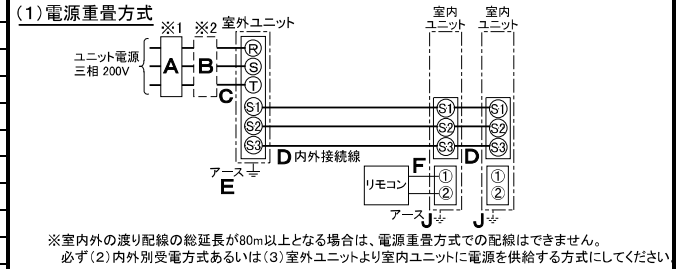 (1)電源重畳方式
※1 ※2 室外ユニット 室内ユニット 室内ユニット
ユニット電源
三相 200V
A B C
R
S
T
S1 S1 S1
S2 S2 S2
S3 S3 S3
D 内外接続線 D
アース
E
リモコン
F
① ①
② ②
アース J J
※室内外の渡り配線の総延長が80m以上となる場合は、電源重畳方式での配線はできません。
必ず(2)内外別受電方式あるいは(3)室外ユニットより室内ユニットに電源を供給する方式にしてください。